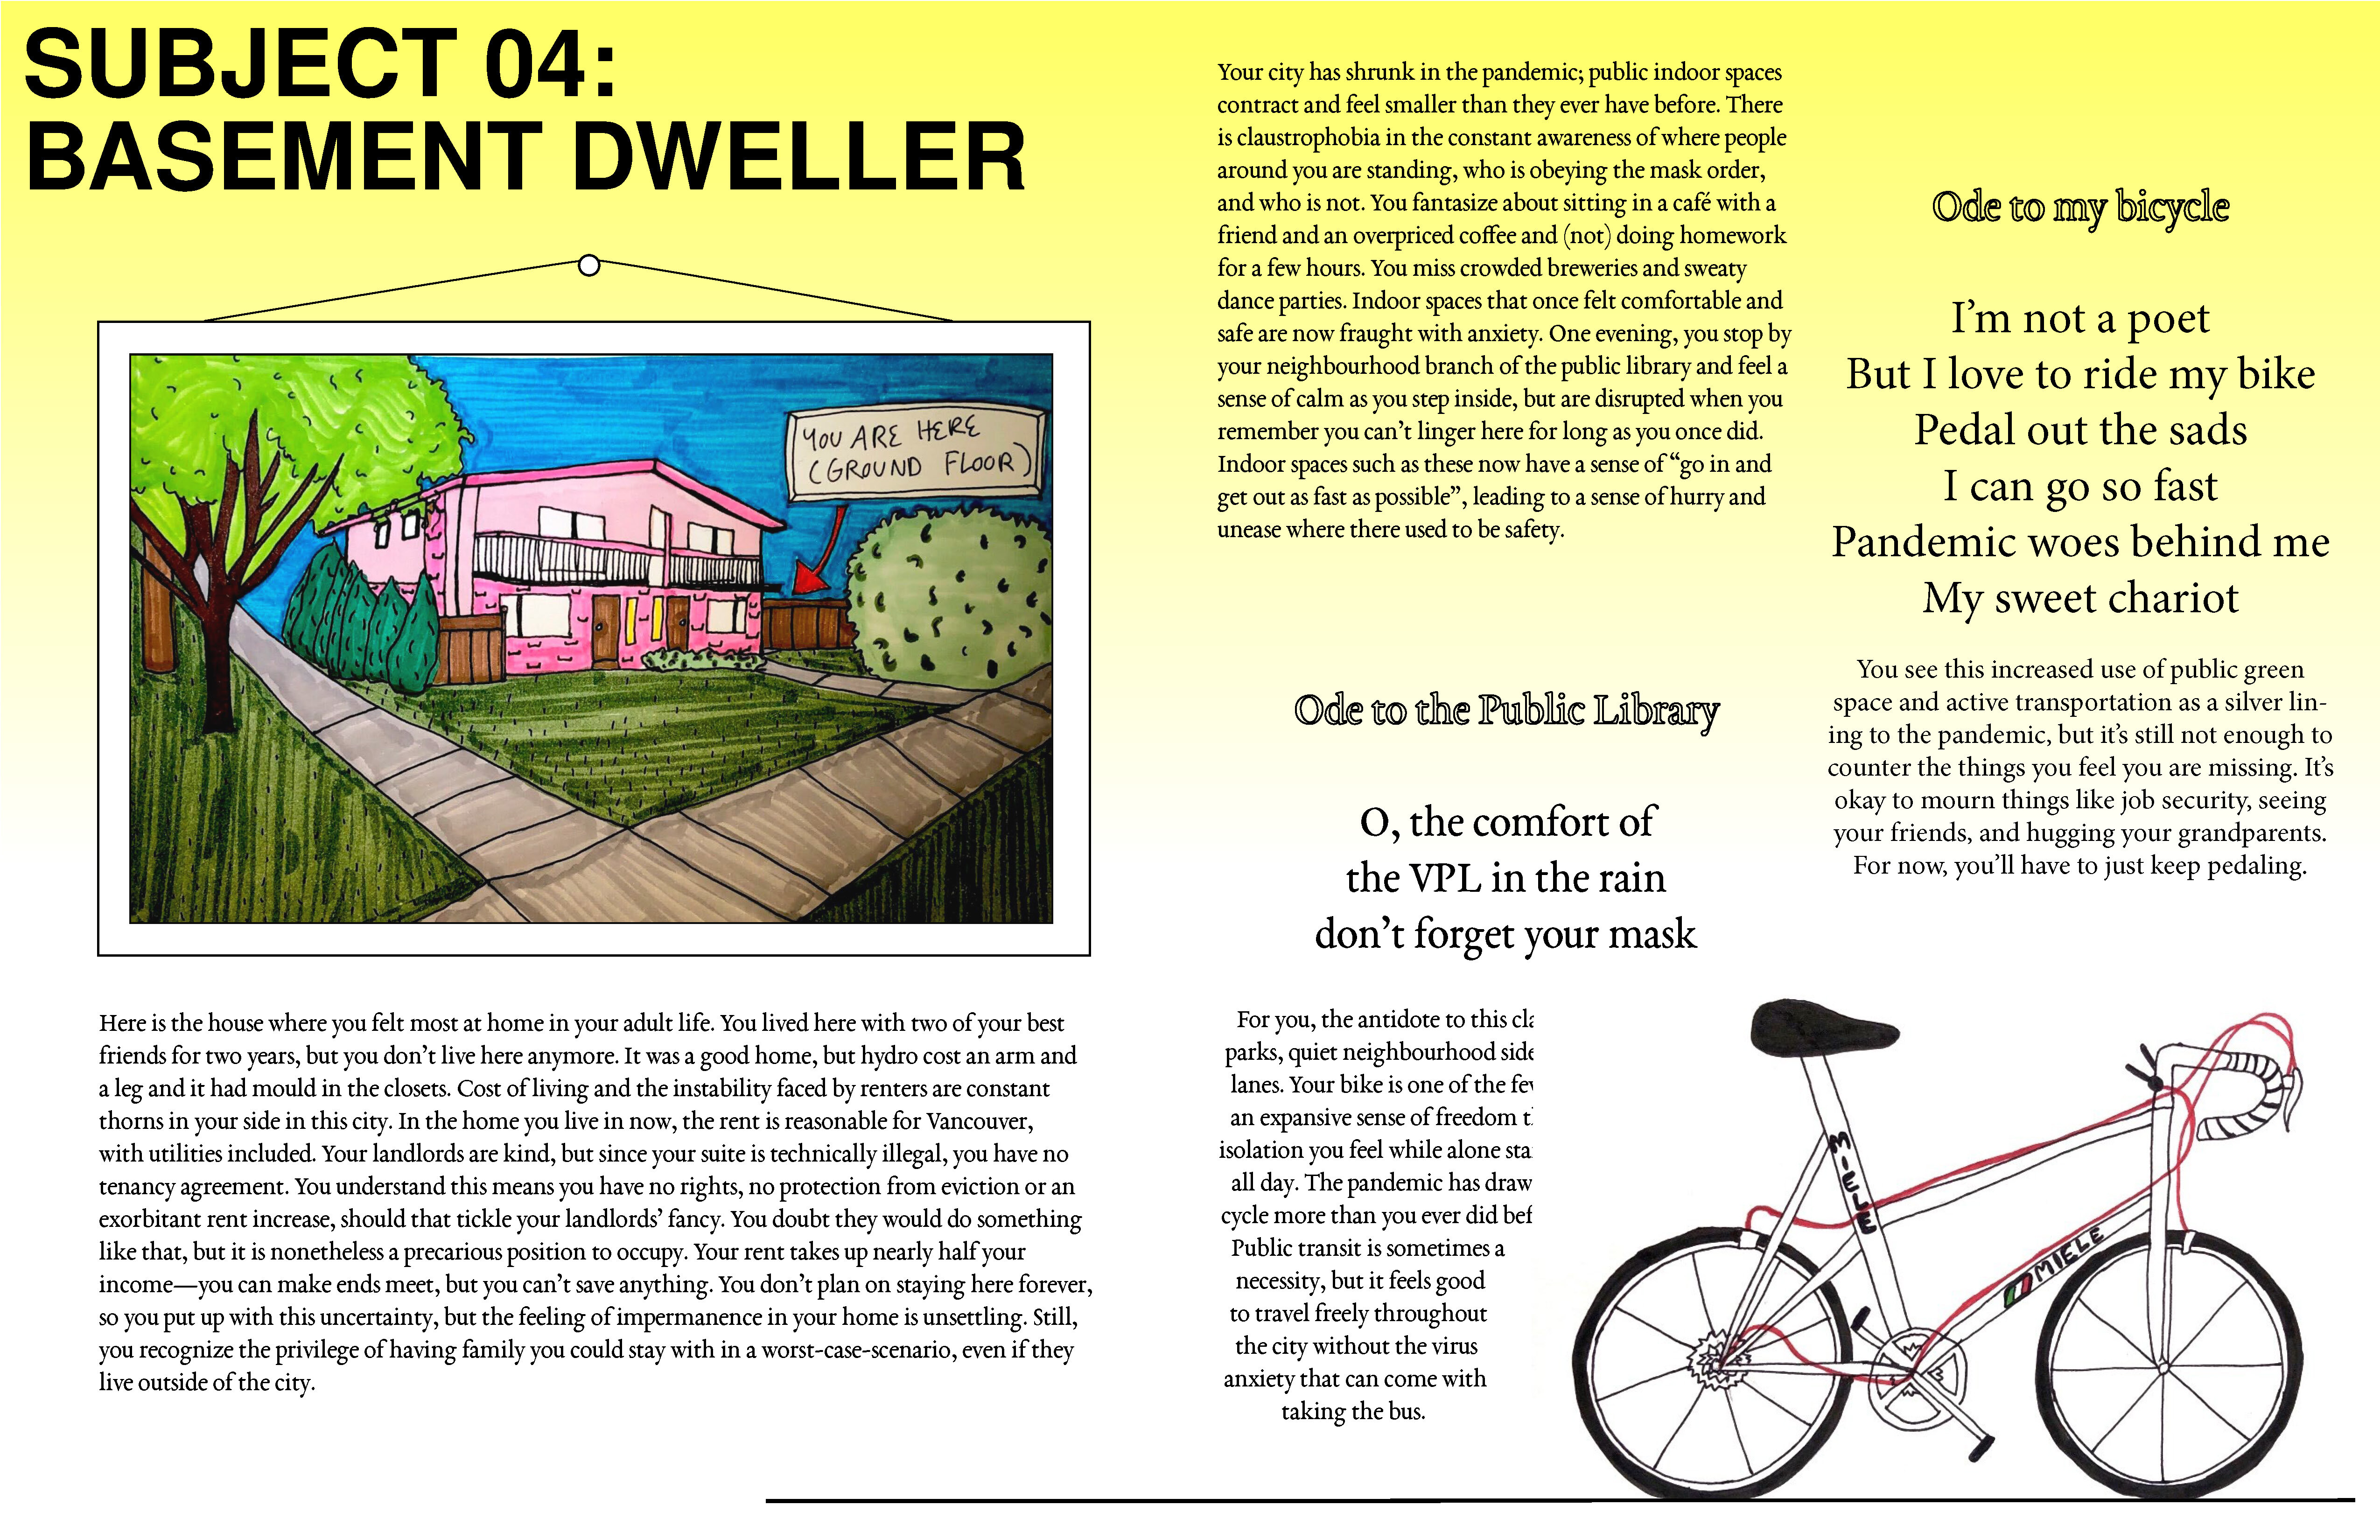 SUBJECT 04:
BASEMENT DWELLER
YOU ARE HERE
(GROUND FLOOR)
Here is the house where you felt most at home in your adult life. You lived here with two of your best
friends for two years, but you don't live here anymore. It was a good home, but hydro cost an arm and
a leg and it had mould in the closets. Cost of living and the instability faced by renters are constant
thorns in your side in this city. In the home you live in now, the rent is reasonable for Vancouver,
with utilities included. Your landlords are kind, but since your suite is technically illegal, you have no
tenancy agreement. You understand this means you have no rights, no protection from eviction or an
exorbitant rent increase, should that tickle your landlords' fancy. You doubt they would do something
like that, but it is nonetheless a precarious position to occupy. Your rent takes up nearly half your
income—you can make ends meet, but you can't save anything. You don't plan on staying here forever,
so you put up with this uncertainty, but the feeling of impermanence in your home is unsettling. Still,
you recognize the privilege of having family you could stay with in a worst-case-scenario, even if they
live outside of the city.
Your city has shrunk in the pandemic; public indoor spaces
contract and feel smaller than they ever have before. There
is claustrophobia in the constant awareness of where people
around you are standing, who is obeying the mask order,
and who is not. You fantasize about sitting in a café with a
friend and an overpriced coffee and (not) doing homework
for a few hours. You miss crowded breweries and sweaty
dance parties. Indoor spaces that once felt comfortable and
safe are now fraught with anxiety. One evening, you stop by
your neighbourhood branch of the public library and feel a
sense of calm as you step inside, but are disrupted when you
remember you can't linger here for long as you once did.
Indoor spaces such as these now have a sense of “go in and
get out as fast as possible”, leading to a sense of hurry and
unease where there used to be safety.
Ode to the Public Library
O, the comfort of
the VPL in the rain
don't forget your mask
For you, the antidote to this
parks, quiet neighbourhood
lanes. Your bike is one of the
an expansive sense of freedom
isolation you feel while alone
all day. The pandemic has
cycle more than you ever did
Public transit is sometimes a
necessity, but it feels good
to travel freely throughout
the city without the virus
anxiety that can come with
taking the bus.
Ode to my bicycle
I'm not a poet
But I love to ride my bike
Pedal out the sads
I can go so fast
Pandemic woes behind me
My sweet chariot
You see this increased use of public green
space and active transportation as a silver lin-
ing to the pandemic, but it's still not enough to
counter the things you feel you are missing. It's
okay to mourn things like job security, seeing
your friends, and hugging your grandparents.
For now, you'll have to just keep pedaling.
MIELE
MIELE